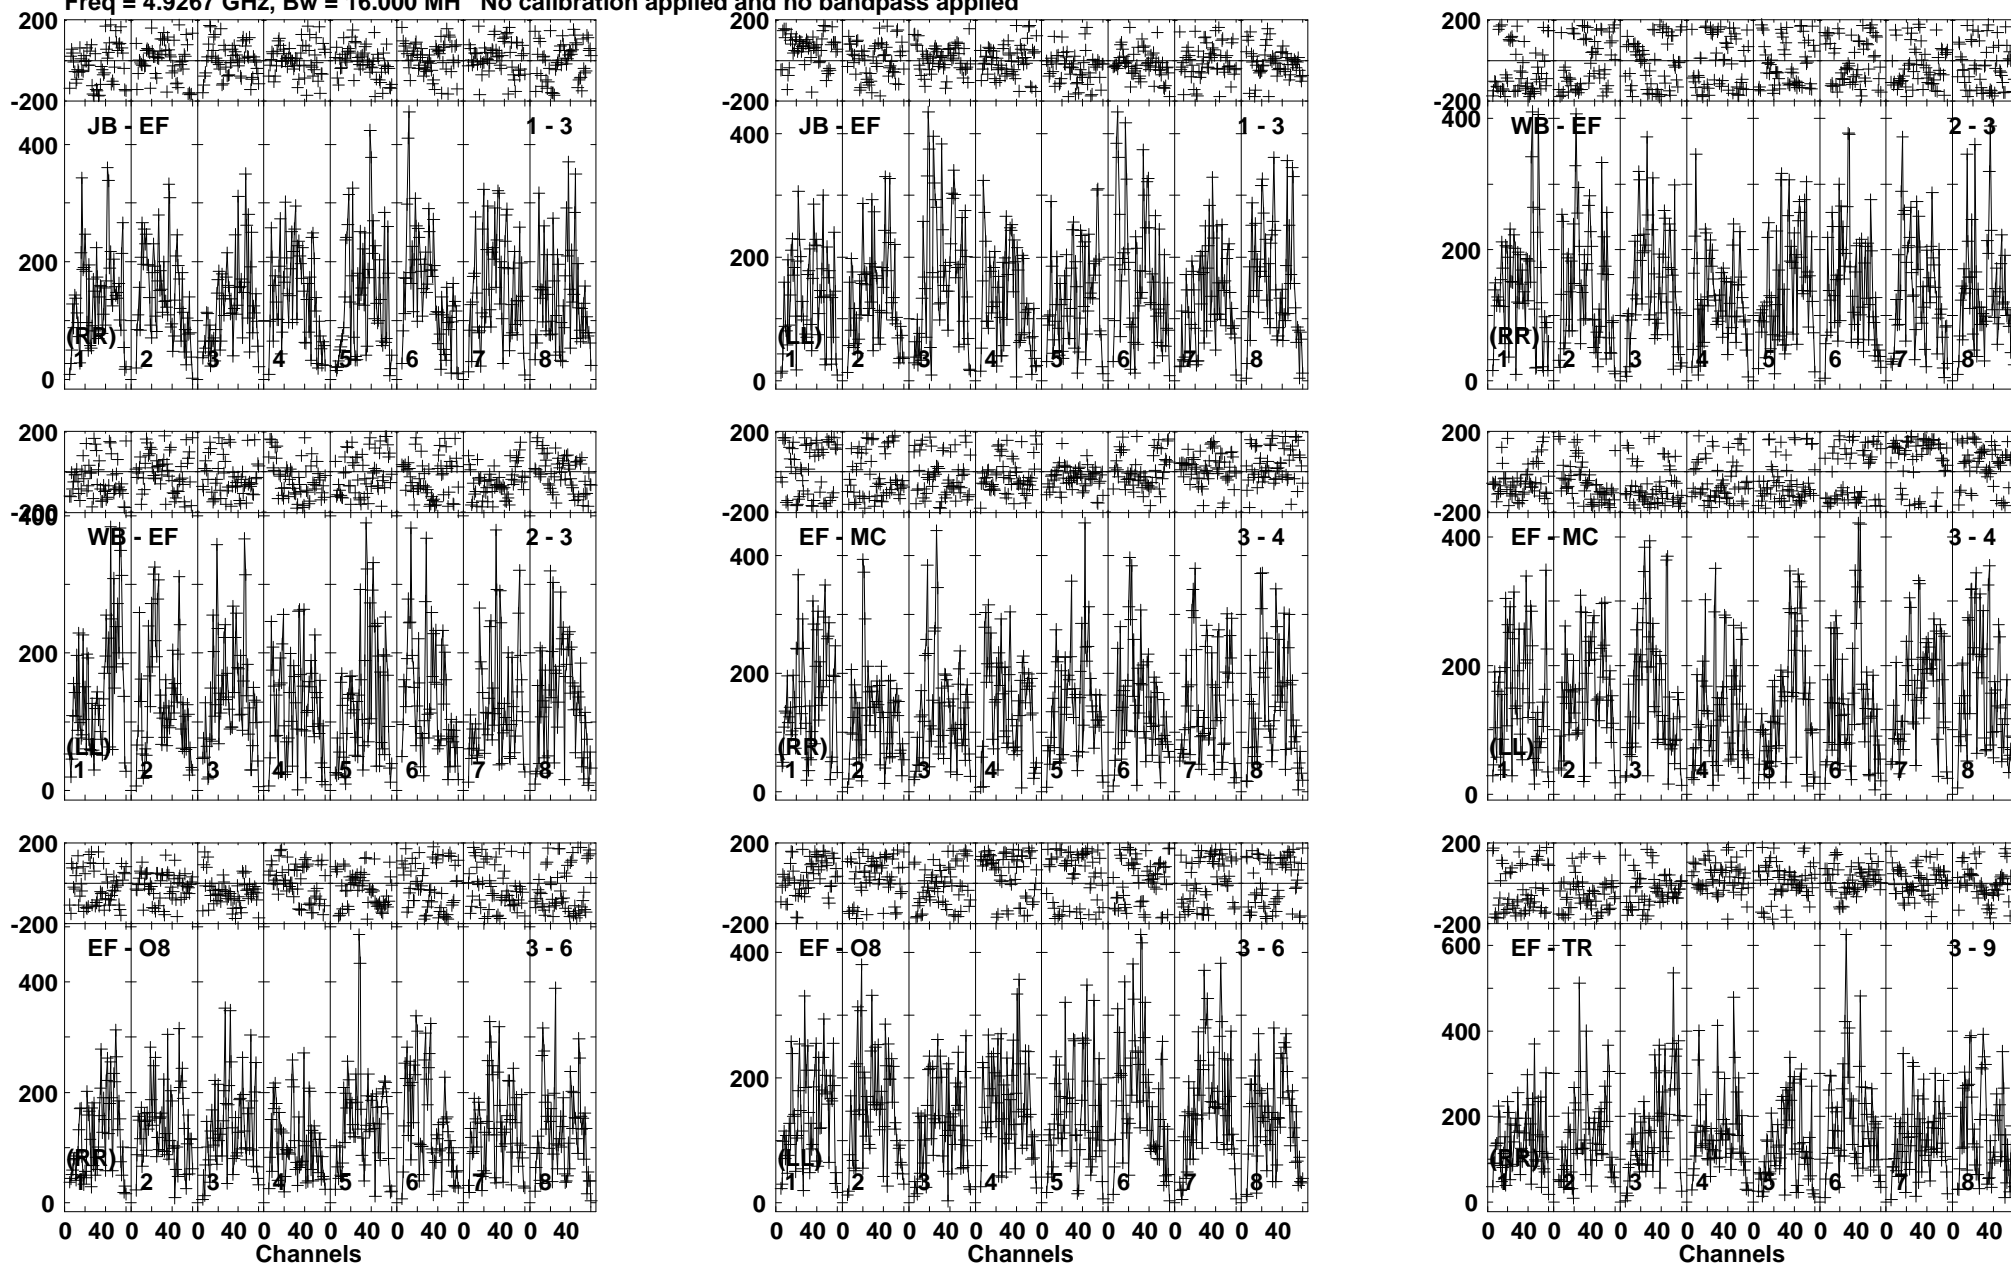 Freq = 4.9267 GHz, Bw = 16.000 MH No calibration applied and no bandpass applied
200 200 200
-200 -200 -200
JB - EF 1 - 3 JB - EF 1 - 3 WB - EF 2 - 3
400 400 400
200 200 200
(RR) (LL) (RR)
1 2 3 4 5 6 7 8 1 2 3 4 5 6 7 8 1 2 3 4 5 6 7 8
0 0 0
200 200 200
-200 -200 -200
400
WB - EF 2 - 3 EF - MC 3 - 4 EF - MC 3 - 4
400 400
200 200 200
(LL) (RR) (LL)
1 2 3 4 5 6 7 8 1 2 3 4 5 6 7 8 1 2 3 4 5 6 7 8
0 0 0
200 200 200
-200 -200 -200
EF - O8 3 - 6 EF - O8 3 - 6 EF - TR 3 - 9
600
400 400 400
200 200 200
(RR) (LL) (RR)
1 2 3 4 5 6 7 8 1 2 3 4 5 6 7 8 1 2 3 4 5 6 7 8
0 0 0
0 40 0 40 0 40 0 40 0 40 0 40 0 40 0 40 0 40 0 40 0 40 0 40 0 40 0 40 0 40 0 40 0 40 0 40 0 40 0 40 0 40 0 40 0 40 0 40
Channels Channels Channels